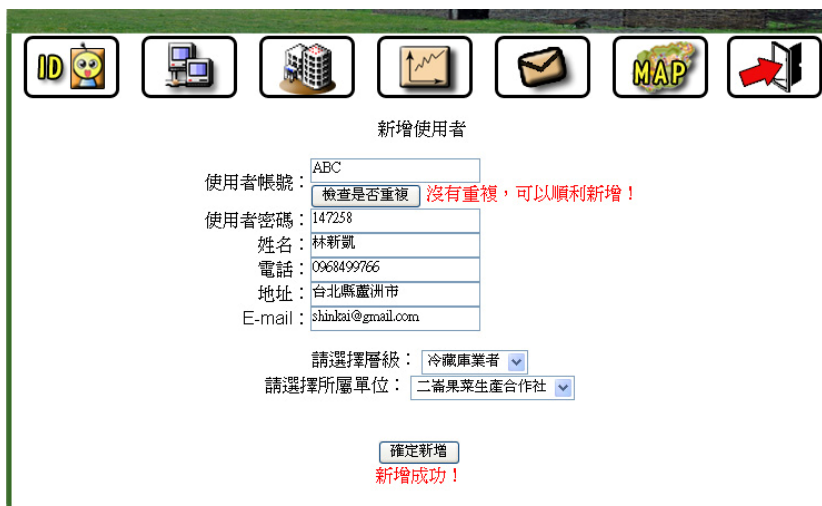 ID
MAP
新增使用者
使用者帳號：ABC
檢查是否重複 沒有重複，可以順利新增！
使用者密碼：147258
姓名：林新凱
電話：0968499766
地址：台北縣蘆洲市
E-mail：shinkai@gmail.com
請選擇層級：冷藏庫業者
請選擇所屬單位：二崙果菜生產合作社
確定新增
新增成功！